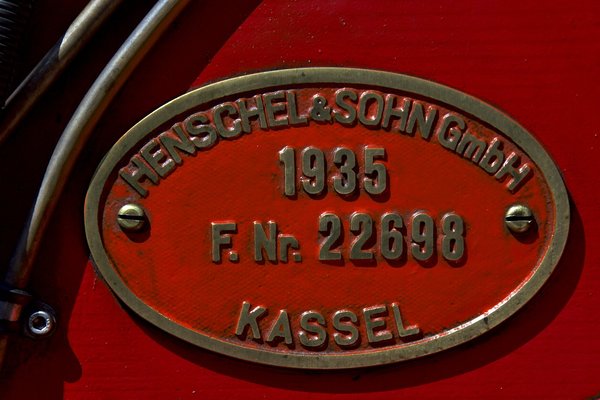 HENSCHEL & SOHN GmbH
1935
F. Nr. 22698
KASSEL